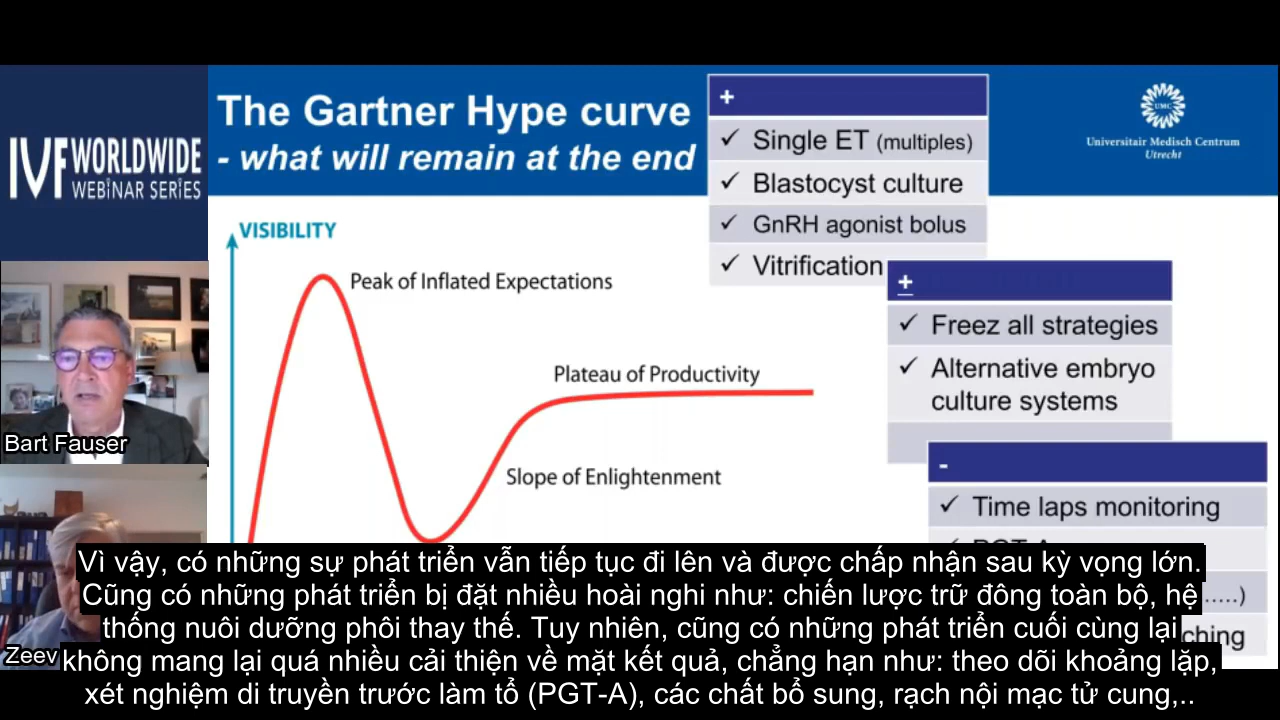 The Gartner Hype curve
- what will remain at the end
IVF WORLDWIDE
WEBINAR SERIES
UMC
Universitair Medisch Centrum
Utrecht
+
✓ Single ET (multiples)
✓ Blastocyst culture
✓ GnRH agonist bolus
✓ Vitrification
±
✓ Freez all strategies
✓ Alternative embryo
culture systems
-
✓ Time laps monitoring
VISIBILITY
Peak of Inflated Expectations
Plateau of Productivity
Slope of Enlightenment
Bart Fauser
Zeev
Vì vậy, có những sự phát triển vẫn tiếp tục đi lên và được chấp nhận sau kỳ vọng lớn.
Cũng có những phát triển bị đặt nhiều hoài nghi như: chiến lược trữ đông toàn bộ, hệ
thống nuôi dưỡng phôi thay thế. Tuy nhiên, cũng có những phát triển cuối cùng lại
không mang lại quá nhiều cải thiện về mặt kết quả, chẳng hạn như: theo dõi khoảng lặp,
xét nghiệm di truyền trước làm tổ (PGT-A), các chất bổ sung, rạch nội mạc tử cung,..